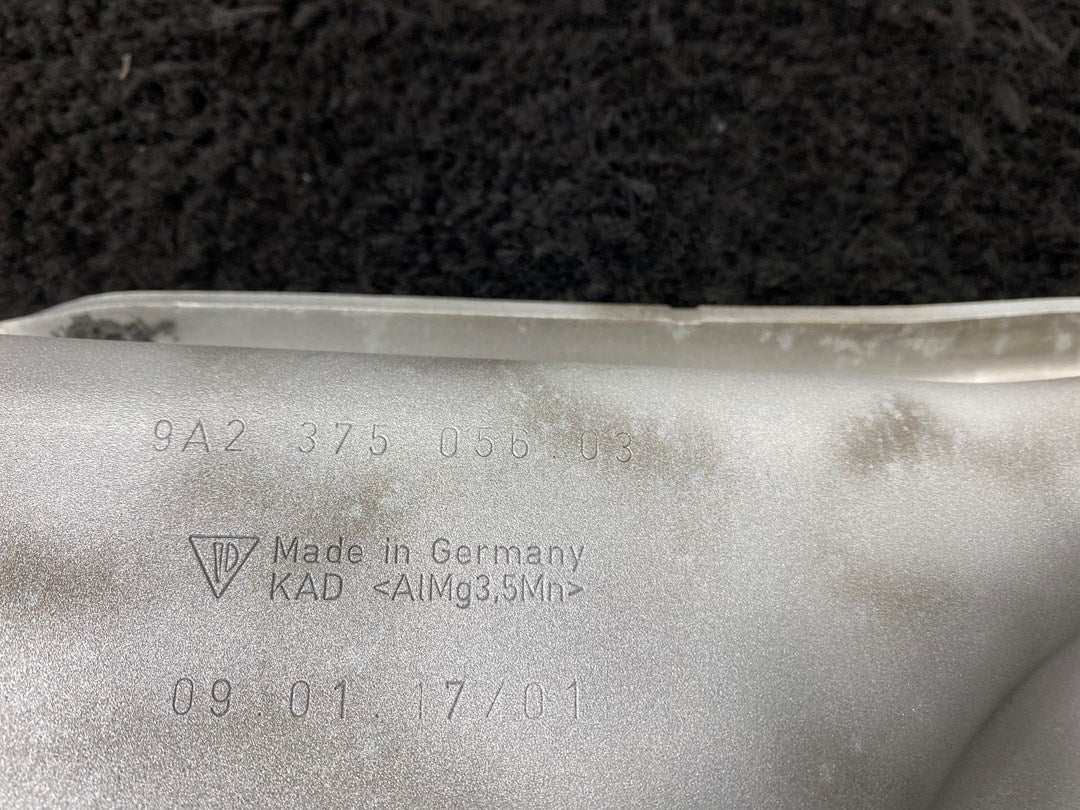 9A2 375 056.03
Made in Germany
KAD <AlMg3,5Mn>
09.01.17/01